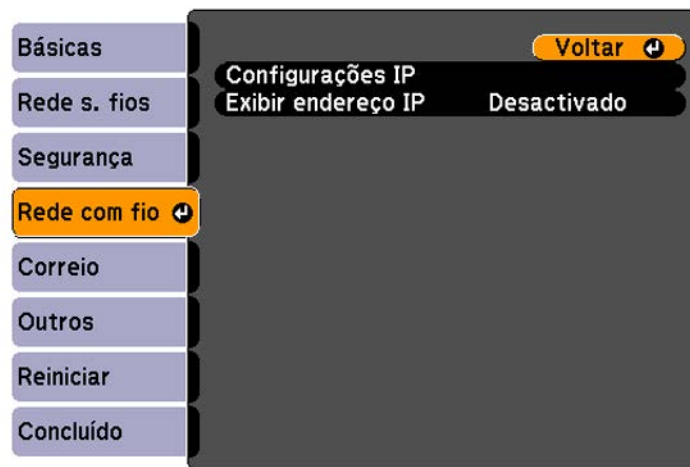 Básicas
Rede s. fios
Segurança
Rede com fio
Correio
Outros
Reiniciar
Concluído
Voltar
Configurações IP
Exibir endereço IP Desactivado